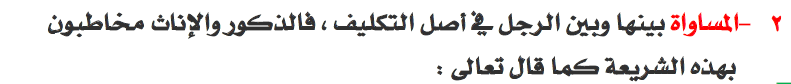 ٢ -المساواة بينها وبين الرجل في أصل التكليف ، فالذكور والإناث مخاطبون
بهذه الشريعة كما قال تعالى :